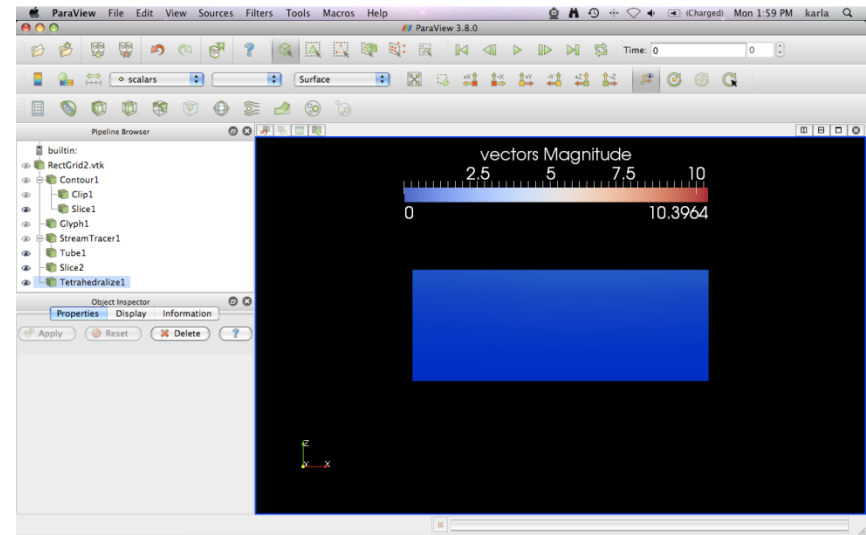 ParaView File Edit View Sources Filters Tools Macros Help (Charged) Mon 1:59 PM karla
ParaView 3.8.0
Time: 0 0
scalars Surface
Pipeline Browser
builtin:
RectGrid2.vtk
Contour1
Clip1
Slice1
Glyph1
StreamTracer1
Tube1
Slice2
Tetrahedralize1
Object Inspector
Properties Display Information
Apply Reset Delete ?
vectors Magnitude
2.5 5 7.5 10
0 10.3964
Z
Y X